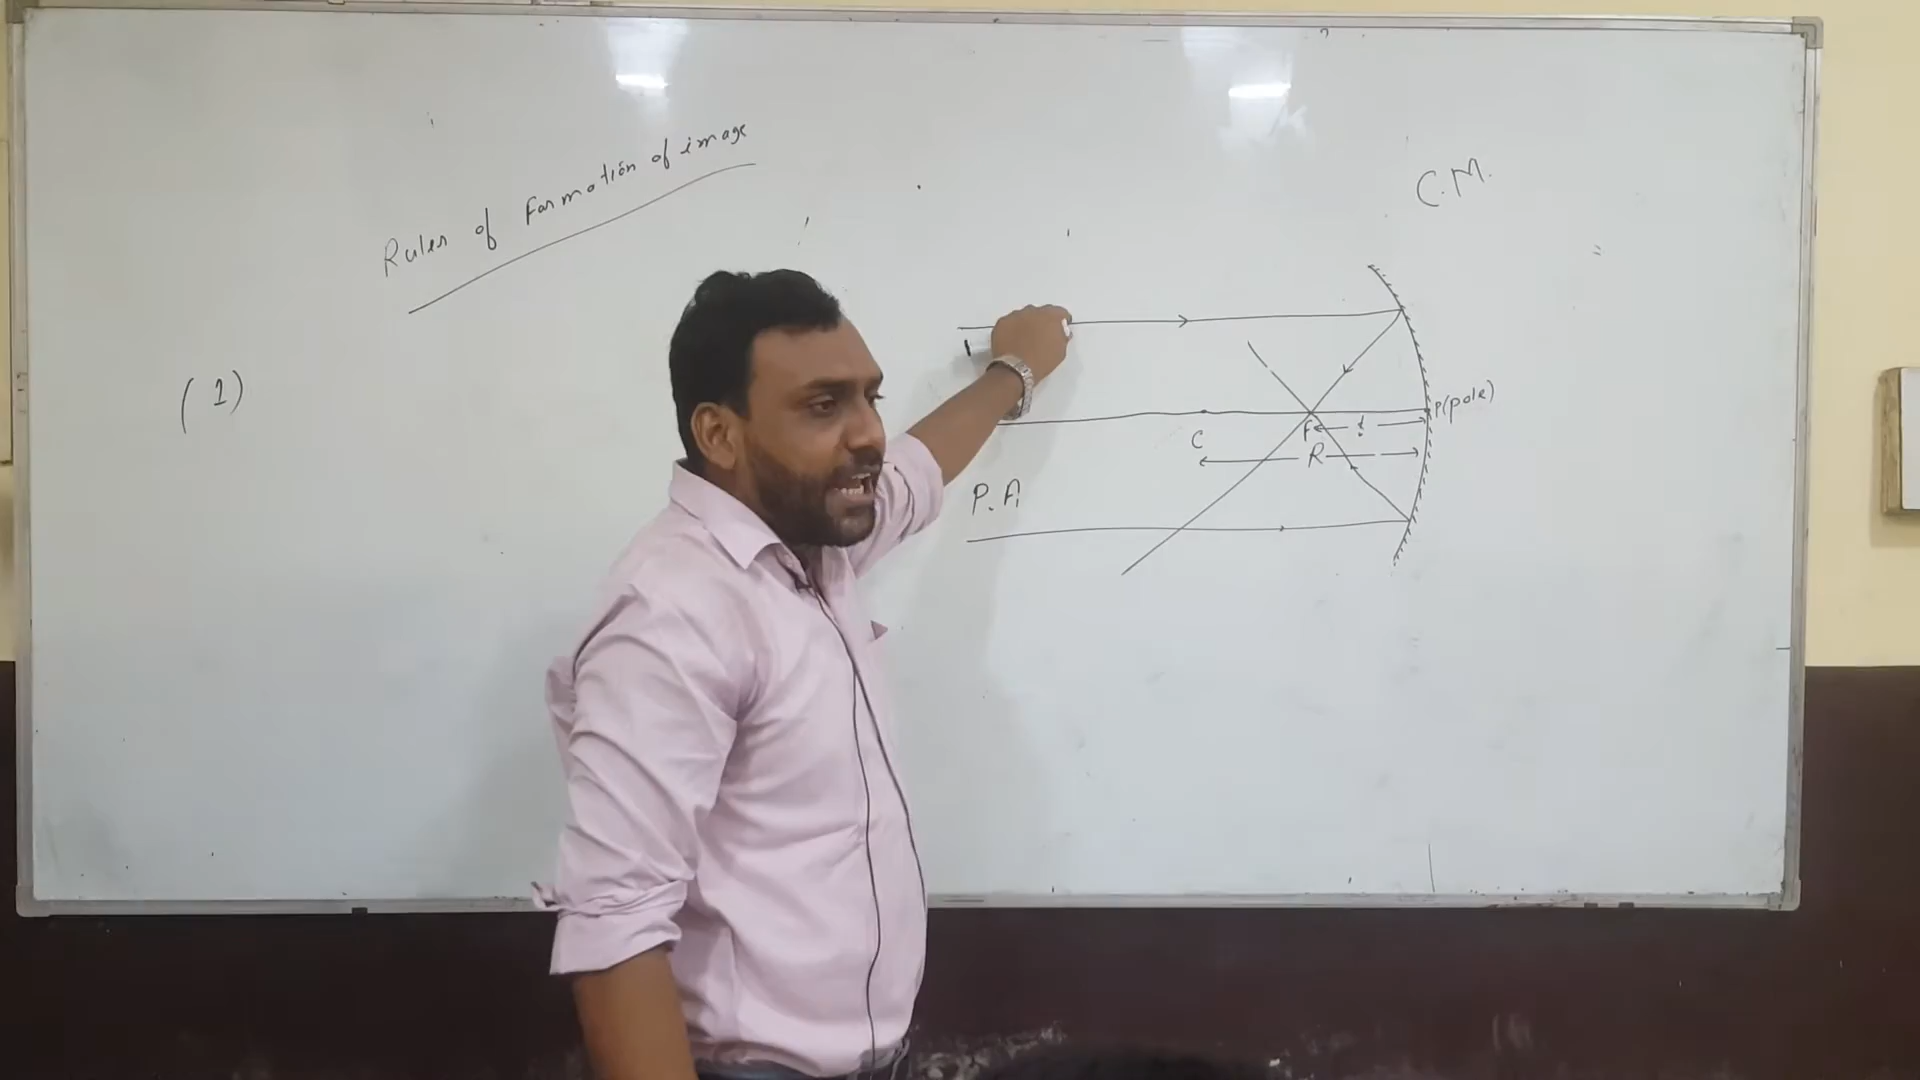 Rules of Formation of image
(1)
C.M.
P(pole)
F f
C
R
P.A